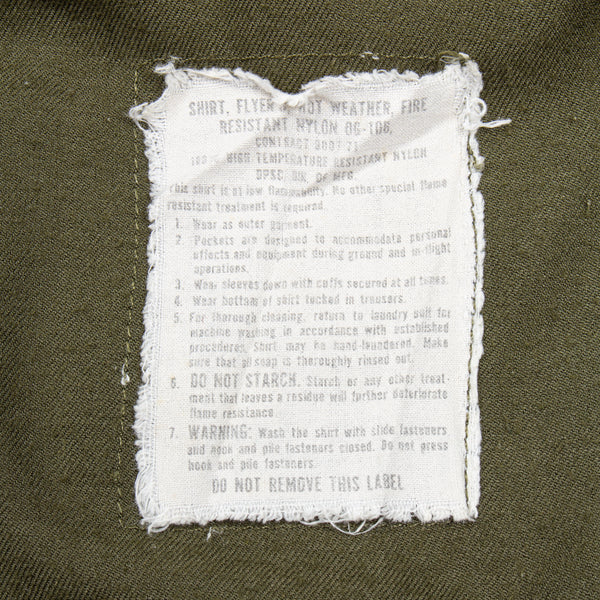 SHIRT, FLYER'S, HOT WEATHER, FIRE
RESISTANT NYLON OG-106,
CONTRACT 71
100% HIGH TEMPERATURE RESISTANT NYLON
DPSC, DIR. OF MFG.
This shirt is of low flammability. No other special flame
resistant treatment is required.
1. Wear as outer garment.
2. Pockets are designed to accommodate personal
effects and equipment during ground and in-flight
operations.
3. Wear sleeves down with cuffs secured at all times.
4. Wear bottom of shirt tucked in trousers.
5. For thorough cleaning, return to laundry unit for
machine washing in accordance with established
procedures. Shirt may be hand-laundered. Make
sure that all soap is thoroughly rinsed out.
6. DO NOT STARCH. Starch or any other treat-
ment that leaves a residue will further deteriorate
flame resistance.
7. WARNING: Wash the shirt with slide fasteners
and hook and pile fasteners closed. Do not press
hook and pile fasteners.
DO NOT REMOVE THIS LABEL